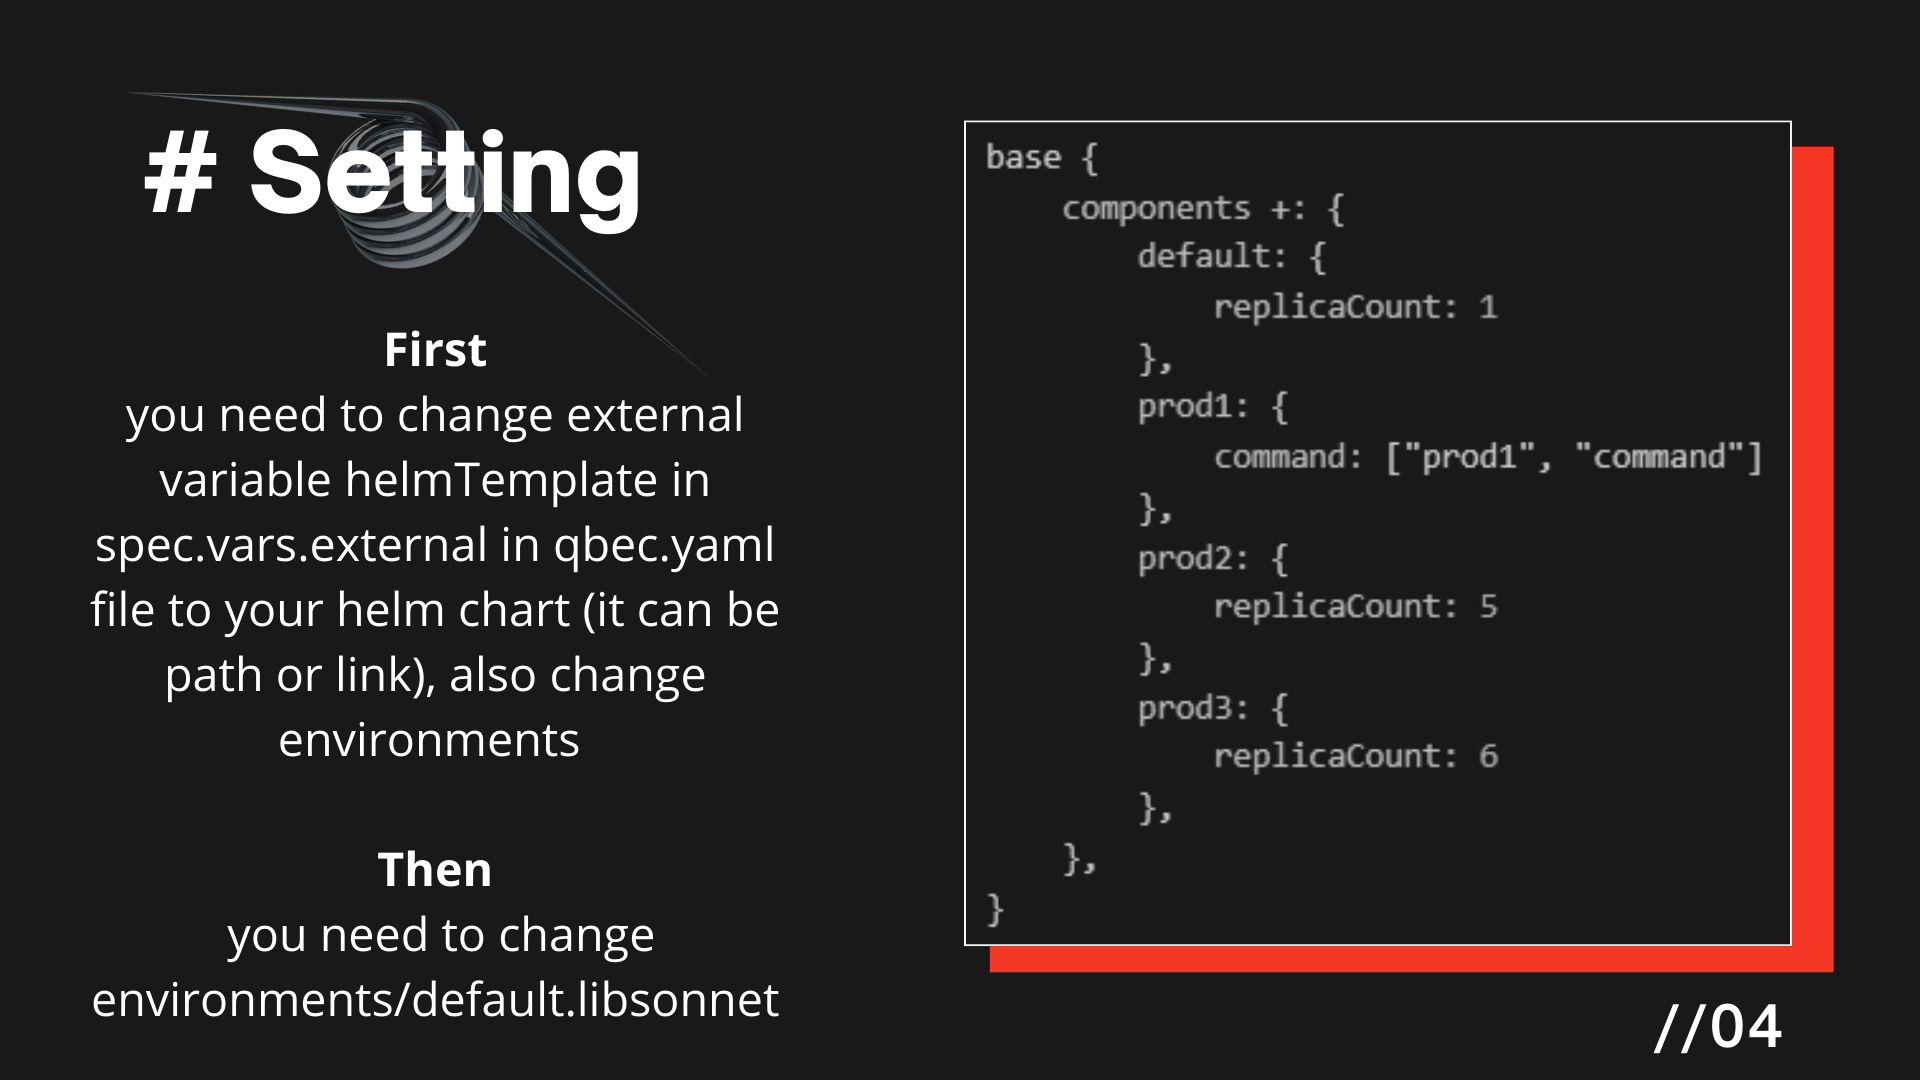 # Setting
First
you need to change external
variable helmTemplate in
spec.vars.external in qbec.yaml
file to your helm chart (it can be
path or link), also change
environments
Then
you need to change
environments/default.libsonnet
base {
    components +: {
        default: {
            replicaCount: 1
        },
        prod1: {
            command: ["prod1", "command"]
        },
        prod2: {
            replicaCount: 5
        },
        prod3: {
            replicaCount: 6
        },
    },
}
//04